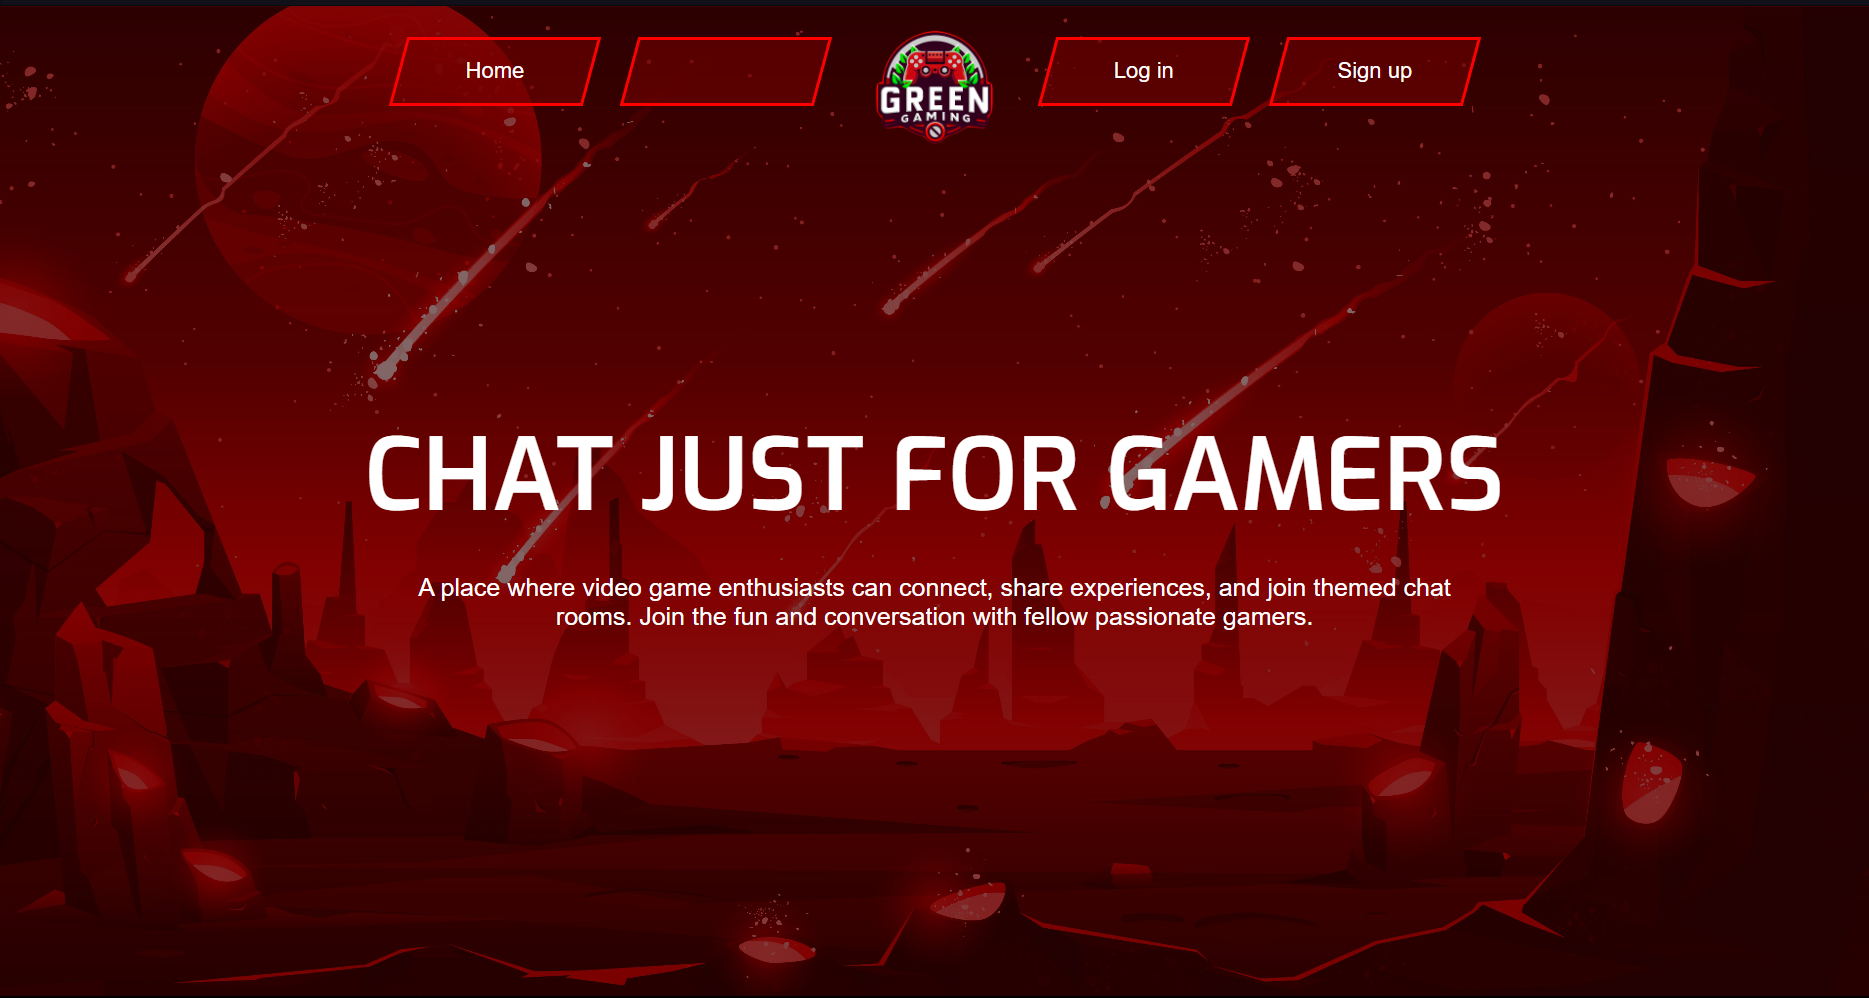 Home
GREEN
GAMING
Log in
Sign up
CHAT JUST FOR GAMERS
A place where video game enthusiasts can connect, share experiences, and join themed chat
rooms. Join the fun and conversation with fellow passionate gamers.